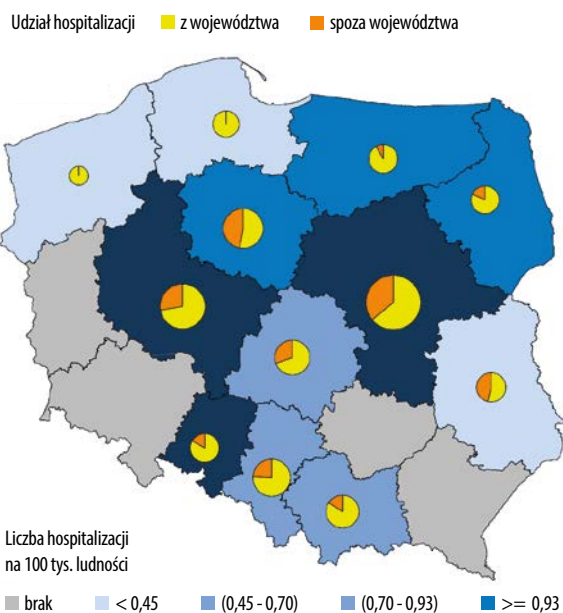 Udział hospitalizacji z województwa spoza województwa
Liczba hospitalizacji
na 100 tys. ludności
brak < 0,45 (0,45 - 0,70) (0,70 - 0,93) >= 0,93